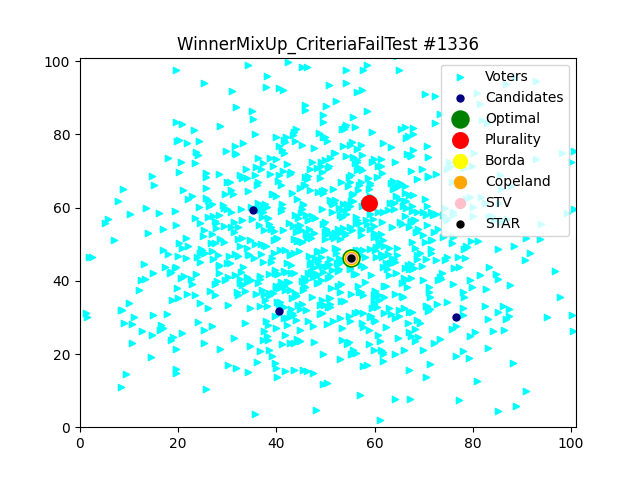 WinnerMixUp_CriteriaFailTest #1336
Voters
Candidates
Optimal
Plurality
Borda
Copeland
STV
STAR
100
80
60
40
20
0
0 20 40 60 80 100